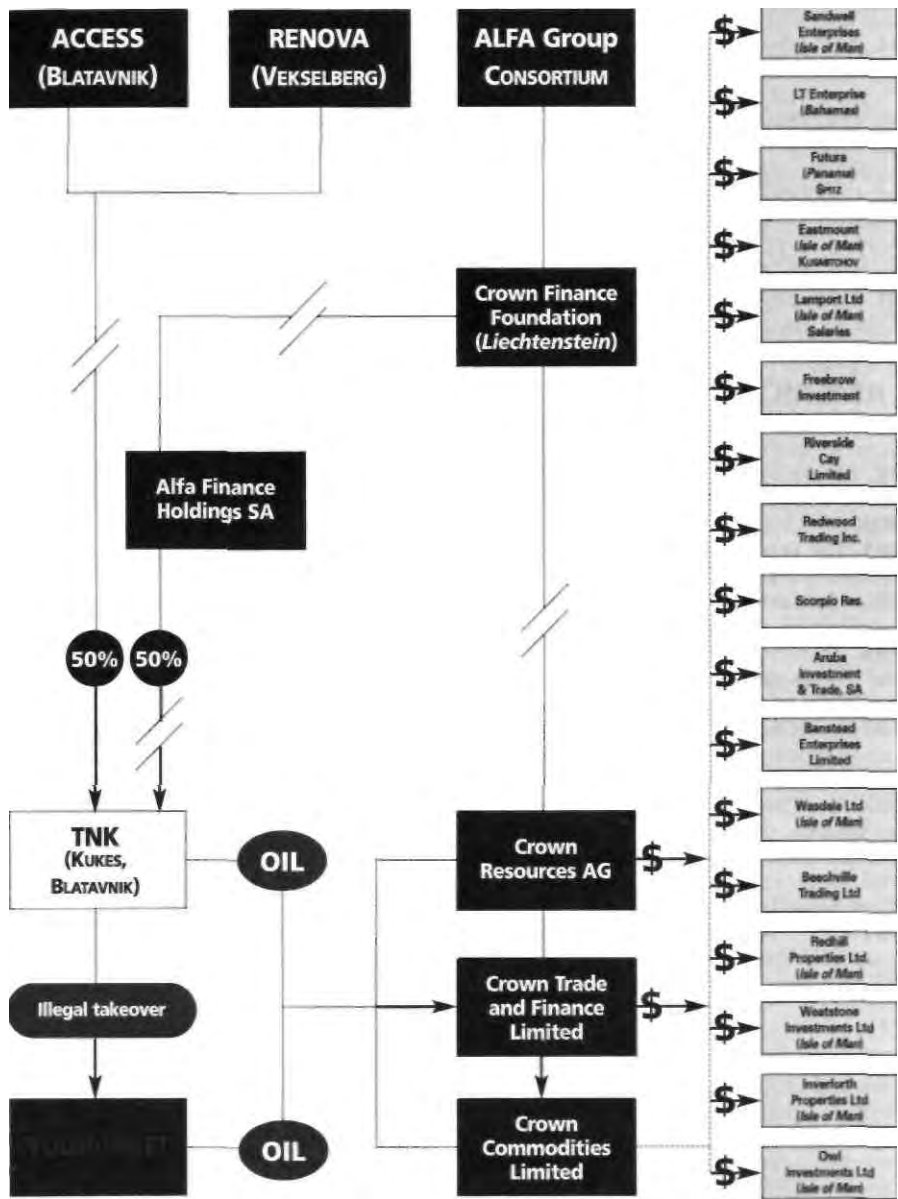 ACCESS
(BLATAVNIK)
RENOVA
(VEKSELBERG)
ALFA Group
CONSORTIUM
Crown Finance
Foundation
(Liechtenstein)
Alfa Finance
Holdings SA
50%
50%
TNK
(KUKES,
BLATAVNIK)
OIL
Illegal takeover
OIL
Crown
Resources AG
$
Crown Trade
and Finance
Limited
$
Crown
Commodities
Limited
$
Sandwell
Enterprises
(Isle of Man)
$
LT Enterprise
(Bahamas)
$
Futura
(Panama)
SPITZ
$
Eastmount
(Isle of Man)
$
Lamport Ltd
(Isle of Man)
Salaries
$
Freebrow
Investment
$
Riverside
Cay
Limited
$
Redwood
Trading Inc.
$
Scorpio Res.
$
Aruba
Investment
& Trade, SA
$
Banstead
Enterprises
Limited
$
Wasdale Ltd
(Isle of Man)
$
Beechville
Trading Ltd
$
Redhill
Properties Ltd.
(Isle of Man)
$
Weststone
Investments Ltd
(Isle of Man)
$
Inverforth
Properties Ltd
(Isle of Man)
$
Owl
Investments Ltd
(Isle of Man)